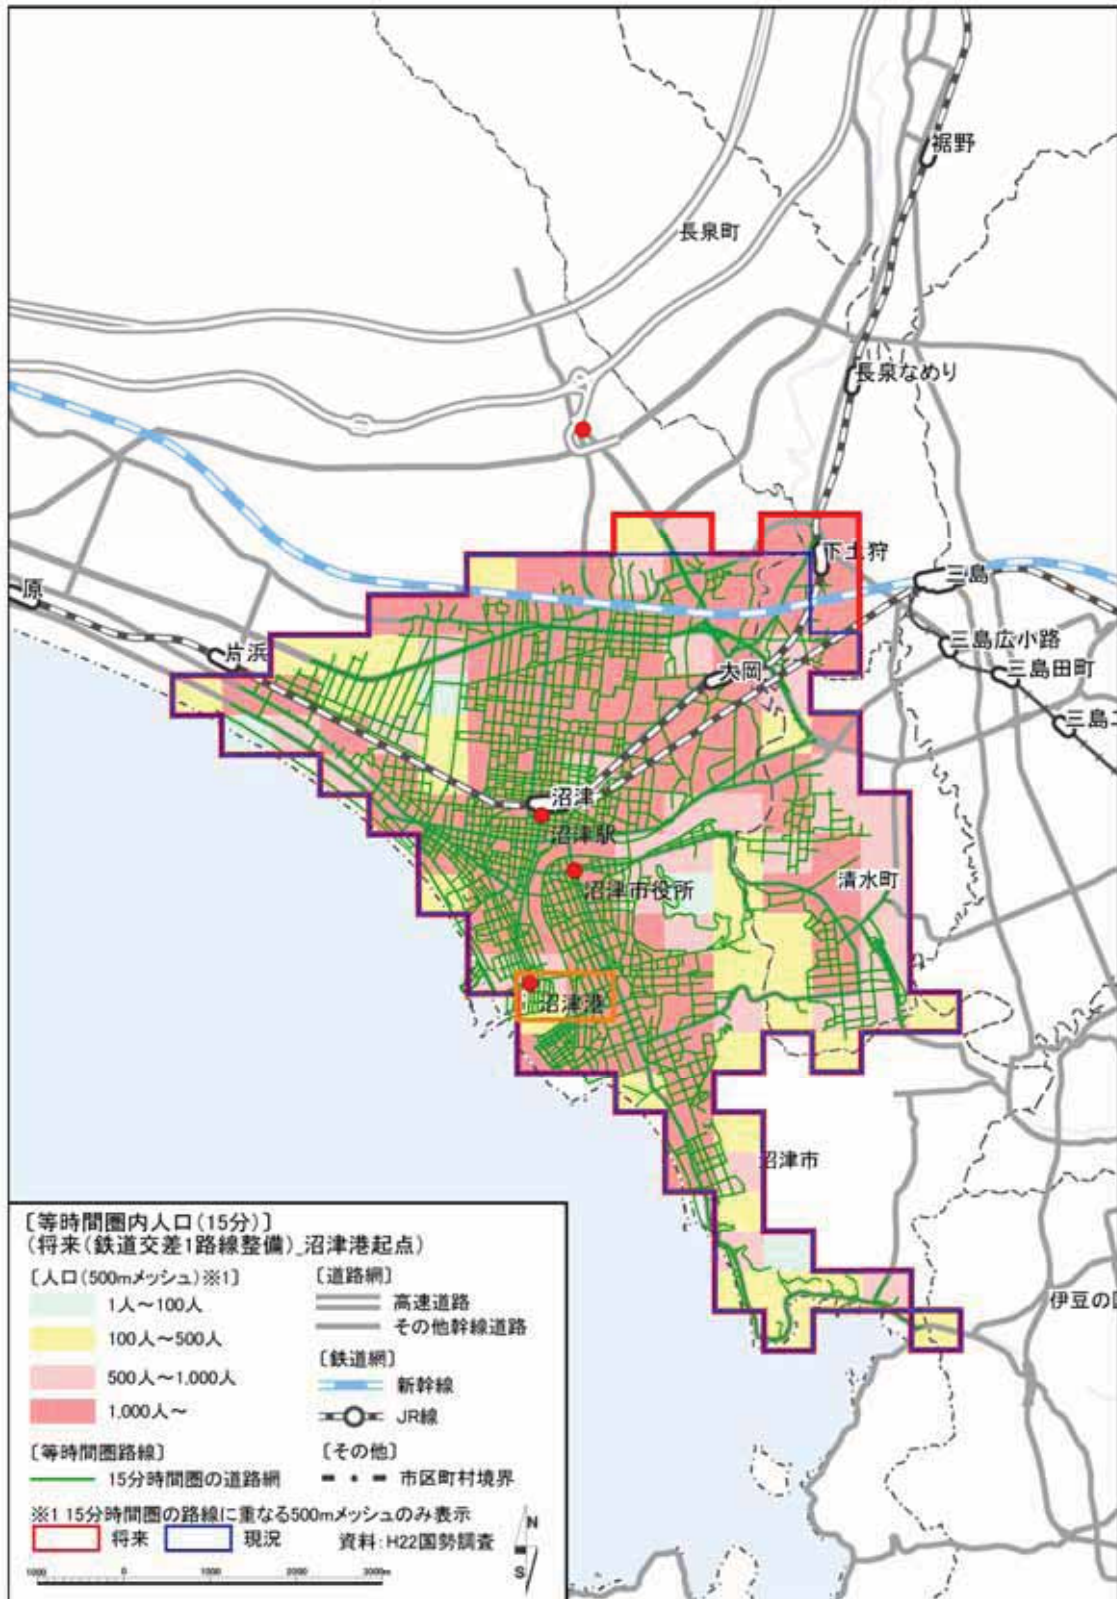 裾野
長泉町
長泉なめり
下土狩
三島
原
三島広小路
片浜
大岡
三島田町
沼津
沼津駅
沼津市役所
清水町
沼津港
沼津市
伊豆の
〔等時間圏内人口(15分)〕
(将来(鉄道交差1路線整備)_沼津港起点)
〔人口(500mメッシュ)※1〕
1人～100人
100人～500人
500人～1,000人
1,000人～
〔道路網〕
高速道路
その他幹線道路
〔鉄道網〕
新幹線
JR線
〔等時間圏路線〕
15分時間圏の道路網
〔その他〕
市区町村境界
※1 15分時間圏の路線に重なる500mメッシュのみ表示
将来 現況 資料:H22国勢調査
N
S
1000 0 1000 2000 3000m